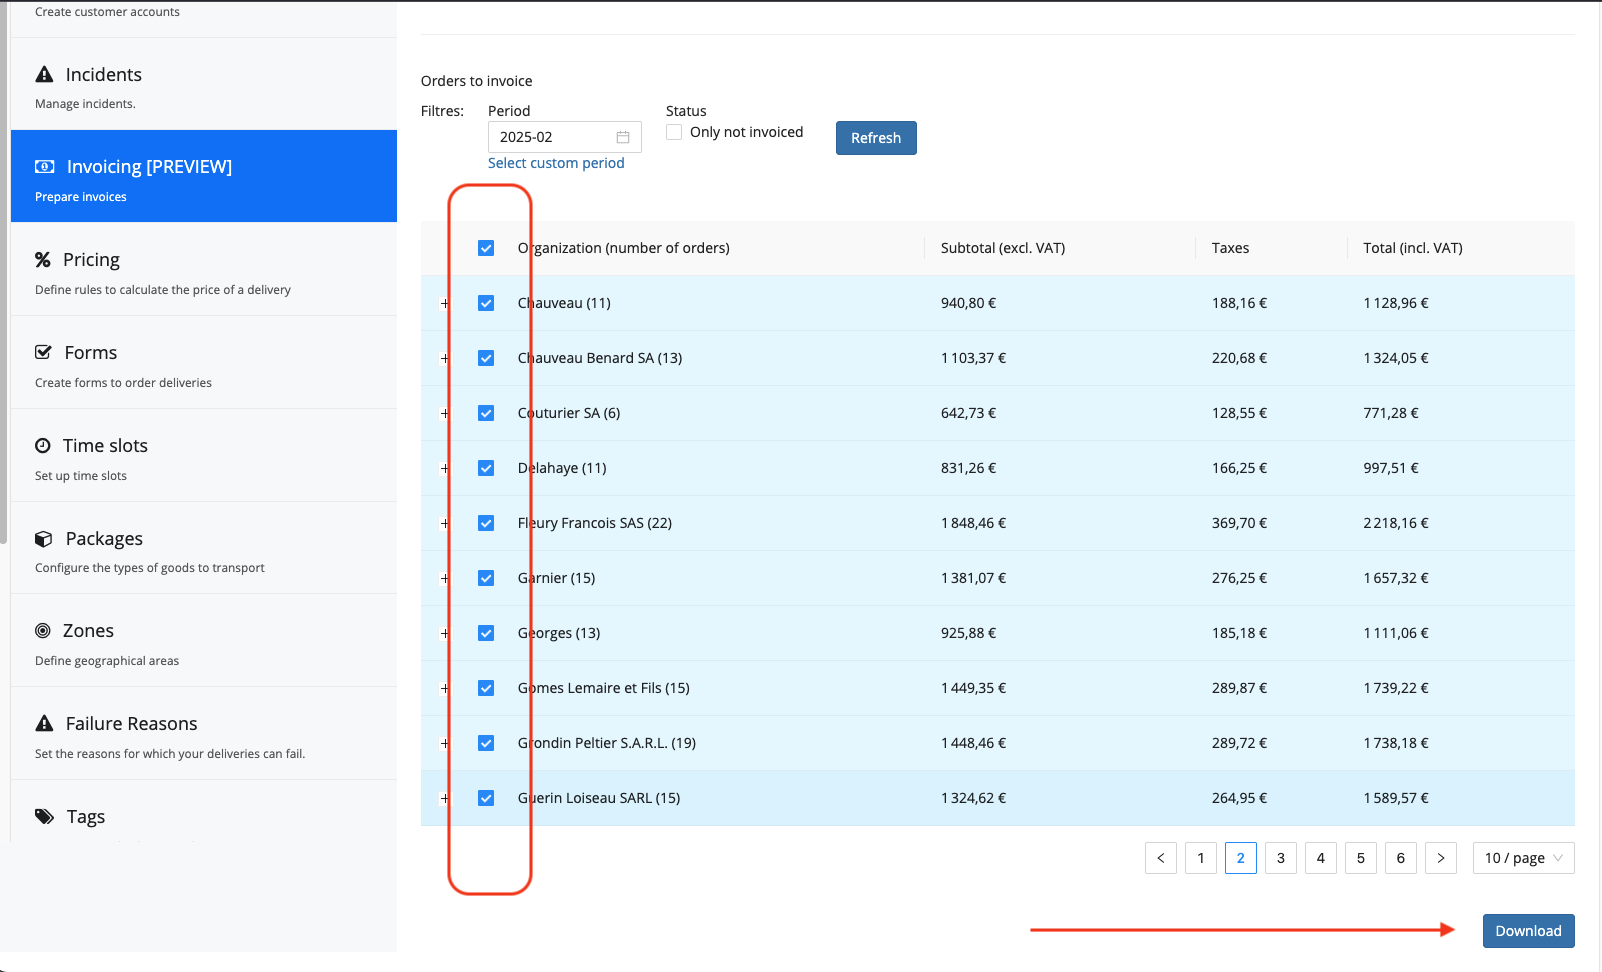 Create customer accounts
Incidents
Manage incidents.
Invoicing [PREVIEW]
Prepare invoices
Pricing
Define rules to calculate the price of a delivery
Forms
Create forms to order deliveries
Time slots
Set up time slots
Packages
Configure the types of goods to transport
Zones
Define geographical areas
Failure Reasons
Set the reasons for which your deliveries can fail.
Tags
Orders to invoice
Filtres: Period Status
2025-02 Only not invoiced Refresh
Select custom period
Organization (number of orders) Subtotal (excl. VAT) Taxes Total (incl. VAT)
Chauveau (11) 940,80 € 188,16 € 1 128,96 €
Chauveau Benard SA (13) 1 103,37 € 220,68 € 1 324,05 €
Couturier SA (6) 642,73 € 128,55 € 771,28 €
Delahaye (11) 831,26 € 166,25 € 997,51 €
Fleury Francois SAS (22) 1 848,46 € 369,70 € 2 218,16 €
Garnier (15) 1 381,07 € 276,25 € 1 657,32 €
Georges (13) 925,88 € 185,18 € 1 111,06 €
Gomes Lemaire et Fils (15) 1 449,35 € 289,87 € 1 739,22 €
Grondin Peltier S.A.R.L. (19) 1 448,46 € 289,72 € 1 738,18 €
Guerin Loiseau SARL (15) 1 324,62 € 264,95 € 1 589,57 €
< 1 2 3 4 5 6 > 10 / page
Download